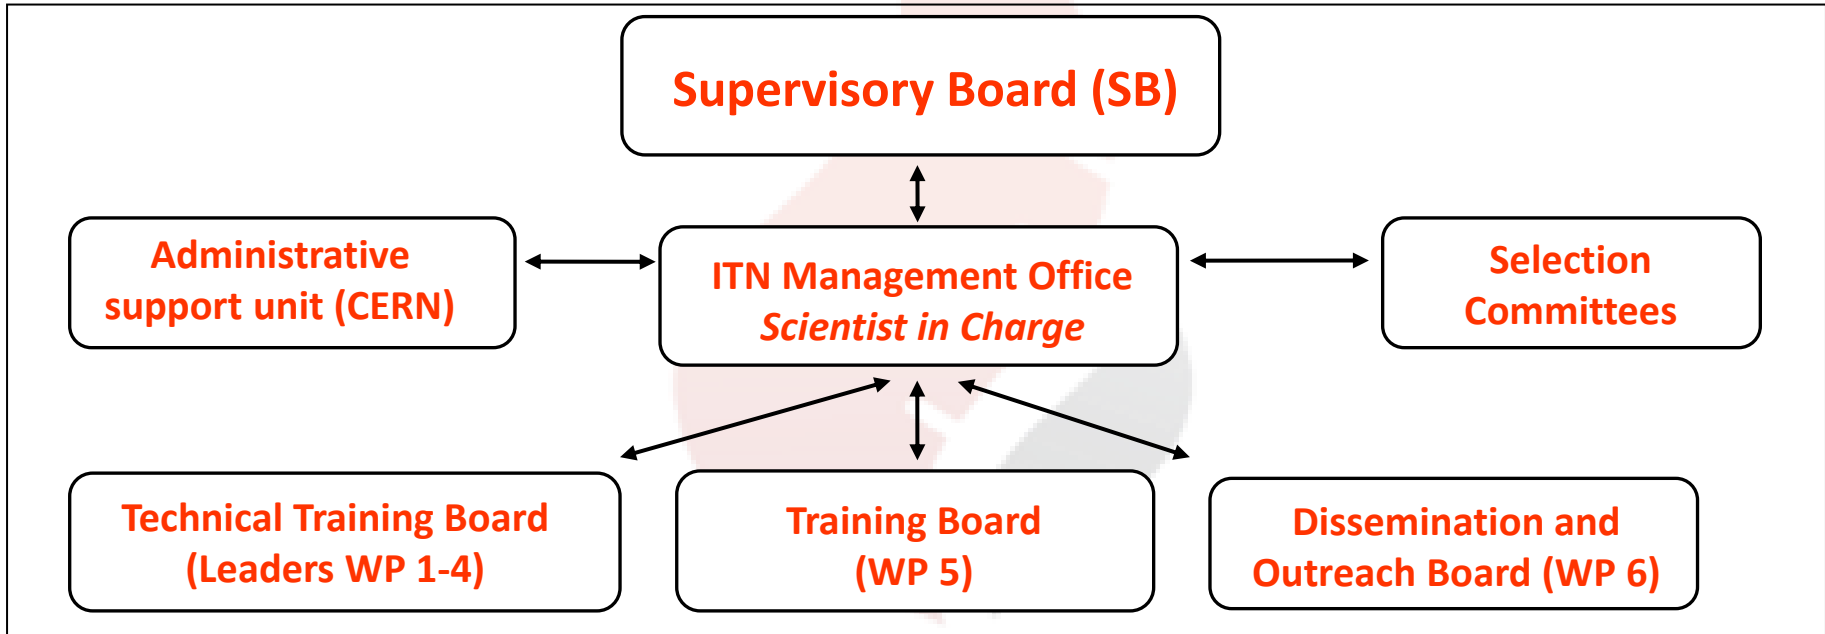 Supervisory Board (SB)
Administrative
support unit (CERN)
ITN Management Office
Scientist in Charge
Selection
Committees
Technical Training Board
(Leaders WP 1-4)
Training Board
(WP 5)
Dissemination and
Outreach Board (WP 6)